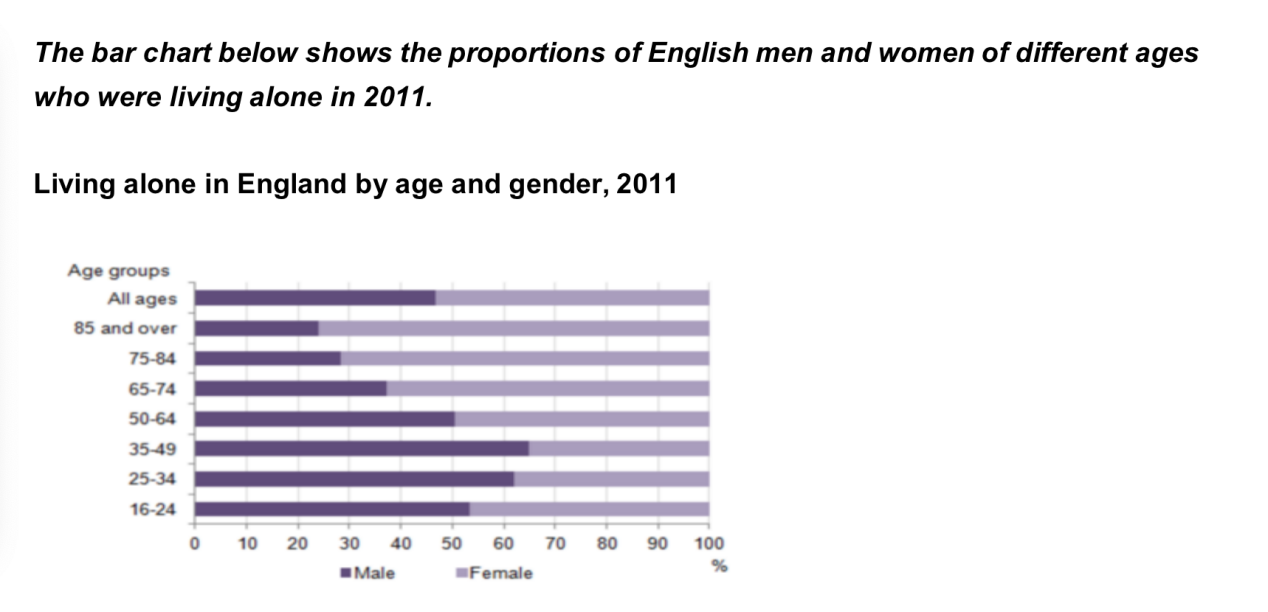 The bar chart below shows the proportions of English men and women of different ages
who were living alone in 2011.
Living alone in England by age and gender, 2011
Age groups
All ages
85 and over
75-84
65-74
50-64
35-49
25-34
16-24
0 10 20 30 40 50 60 70 80 90 100
%
Male Female